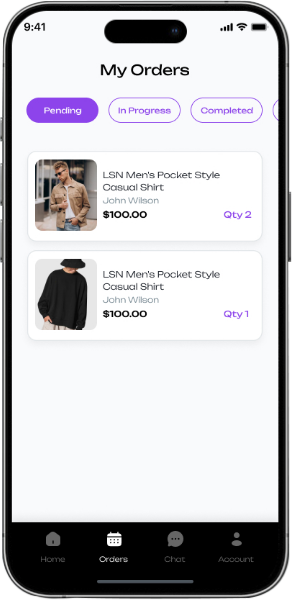 9:41
My Orders
Pending
In Progress
Completed
LSN Men's Pocket Style
Casual Shirt
John Wilson
$100.00
Qty 2
LSN Men's Pocket Style
Casual Shirt
John Wilson
$100.00
Qty 1
Home
Orders
Chat
Account